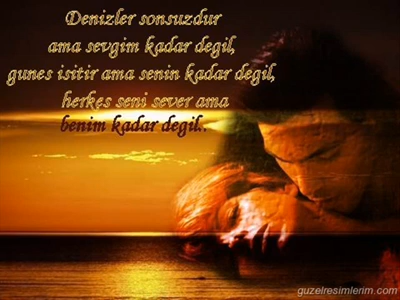 Denizler sonsuzdur
ama sevgim kadar degil,
gunes isitir ama senin kadar degil,
herkes seni sever ama
benim kadar degil..
guzelresimlerim.com